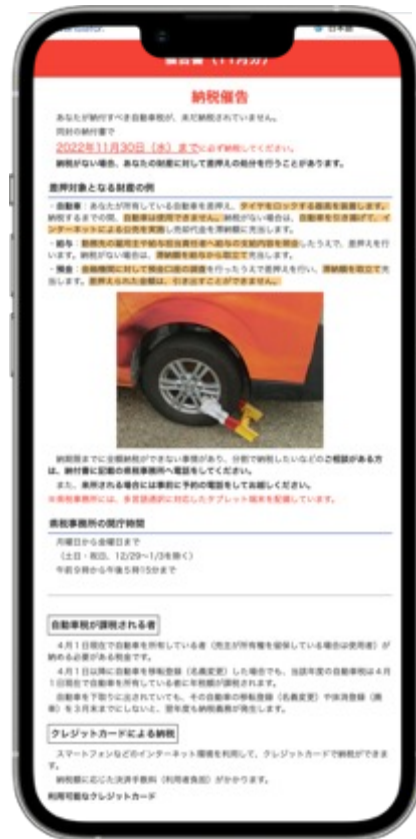 日本語
納税催告
あなたが納付すべき自動車税が、未だ納税されていません。
同封の納付書で
2022年11月30日（水）までに必ず納税してください。
納税がない場合、あなたの財産に対して差押えの処分を行うことがあります。
差押対象となる財産の例
・自動車：あなたが所有している自動車を差押え、タイヤをロックする器具を装着します。
納税するまでの間、自動車は使用できません。納税がない場合は、自動車を引き揚げて、イ
ンターネットによる公売を実施し売却代金を滞納額に充当します。
・給与：勤務先の雇用主や給与担当責任者へ給与の支給内容を照会したうえで、差押えを行
います。納税がない場合は、滞納額を給与から取立て充当します。
・預金：金融機関に対して預金口座の調査を行ったうえで差押えを行い、滞納額を取立て充
当します。差押えられた金額は、引き出すことができません。
納期限までに全額納税ができない事情があり、分割で納税したいなどのご相談がある方
は、納付書に記載の県税事務所へ電話をしてください。
また、来所される場合には事前に予約の電話をしてお越しください。
※県税事務所には、多言語通訳に対応したタブレット端末を配備しています。
県税事務所の開庁時間
月曜日から金曜日まで
（土日・祝日、12/29～1/3を除く）
午前9時から午後5時15分まで
自動車税が課税される者
4月1日現在で自動車を所有している者（売主が所有権を留保している場合は使用者）が
納める必要がある税金です。
4月1日以降に自動車を移転登録（名義変更）した場合でも、当該年度の自動車税は4月
1日現在で自動車を所有している者に年税額が課税されます。
自動車を下取りに出されていても、その自動車の移転登録（名義変更）や抹消登録（廃
車）を3月末までにしないと、翌年度も納税義務が発生します。
クレジットカードによる納税
スマートフォンなどのインターネット環境を利用して、クレジットカードで納税ができま
す。
納税額に応じた決済手数料（利用者負担）がかかります。
利用可能なクレジットカード